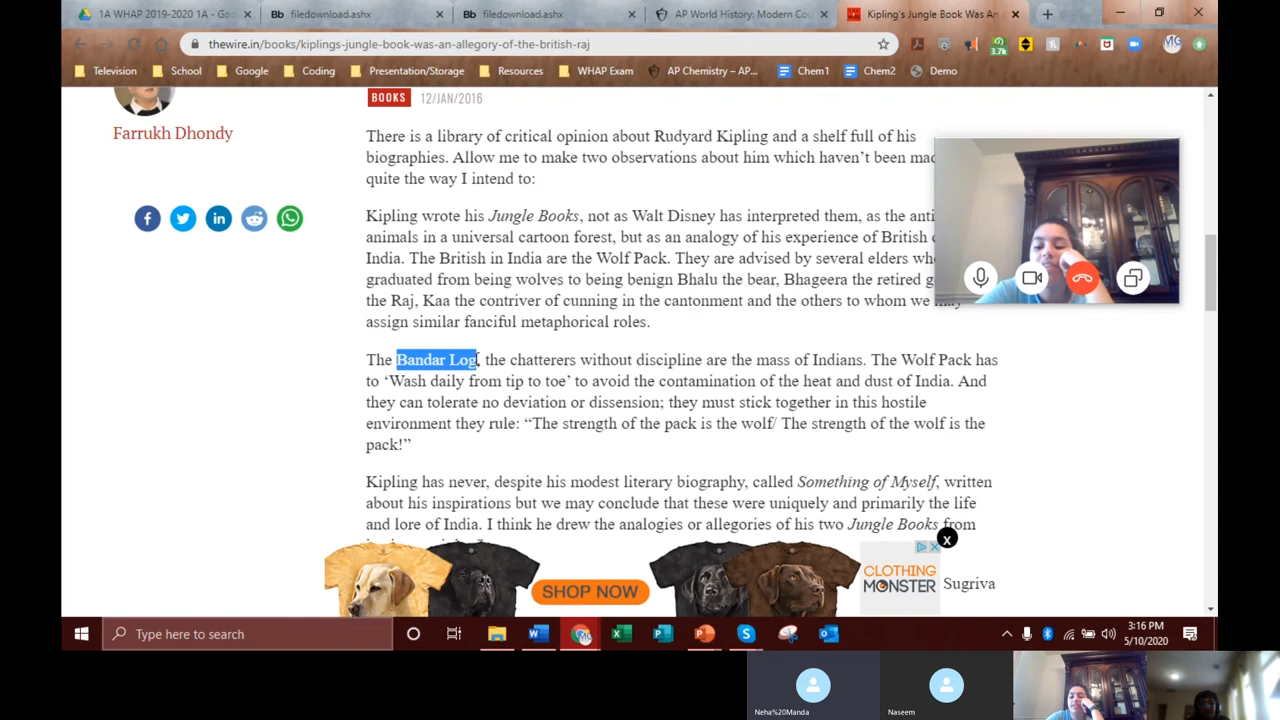 1A WHAP 2019-2020 1A - Go
filedownload.ashx
filedownload.ashx
AP World History: Modern Co
Kipling's Jungle Book Was An
thewire.in/books/kiplings-jungle-book-was-an-allegory-of-the-british-raj
3.7k
MG
Television
School
Google
Coding
Presentation/Storage
Resources
WHAP Exam
AP Chemistry – AP...
Chem1
Chem2
Demo
Farrukh Dhondy
BOOKS 12/JAN/2016
There is a library of critical opinion about Rudyard Kipling and a shelf full of his
biographies. Allow me to make two observations about him which haven't been mad
quite the way I intend to:
Kipling wrote his Jungle Books, not as Walt Disney has interpreted them, as the anti
animals in a universal cartoon forest, but as an analogy of his experience of British
India. The British in India are the Wolf Pack. They are advised by several elders wh
graduated from being wolves to being benign Bhalu the bear, Bhageera the retired g
the Raj, Kaa the contriver of cunning in the cantonment and the others to whom we may
assign similar fanciful metaphorical roles.
The Bandar Log, the chatterers without discipline are the mass of Indians. The Wolf Pack has
to ‘Wash daily from tip to toe’ to avoid the contamination of the heat and dust of India. And
they can tolerate no deviation or dissension; they must stick together in this hostile
environment they rule: “The strength of the pack is the wolf/ The strength of the wolf is the
pack!”
Kipling has never, despite his modest literary biography, called Something of Myself, written
about his inspirations but we may conclude that these were uniquely and primarily the life
and lore of India. I think he drew the analogies or allegories of his two Jungle Books from
Sugriva
SHOP NOW
CLOTHING
MONSTER
Type here to search
3:16 PM
5/10/2020
Neha%20Manda
Naseem